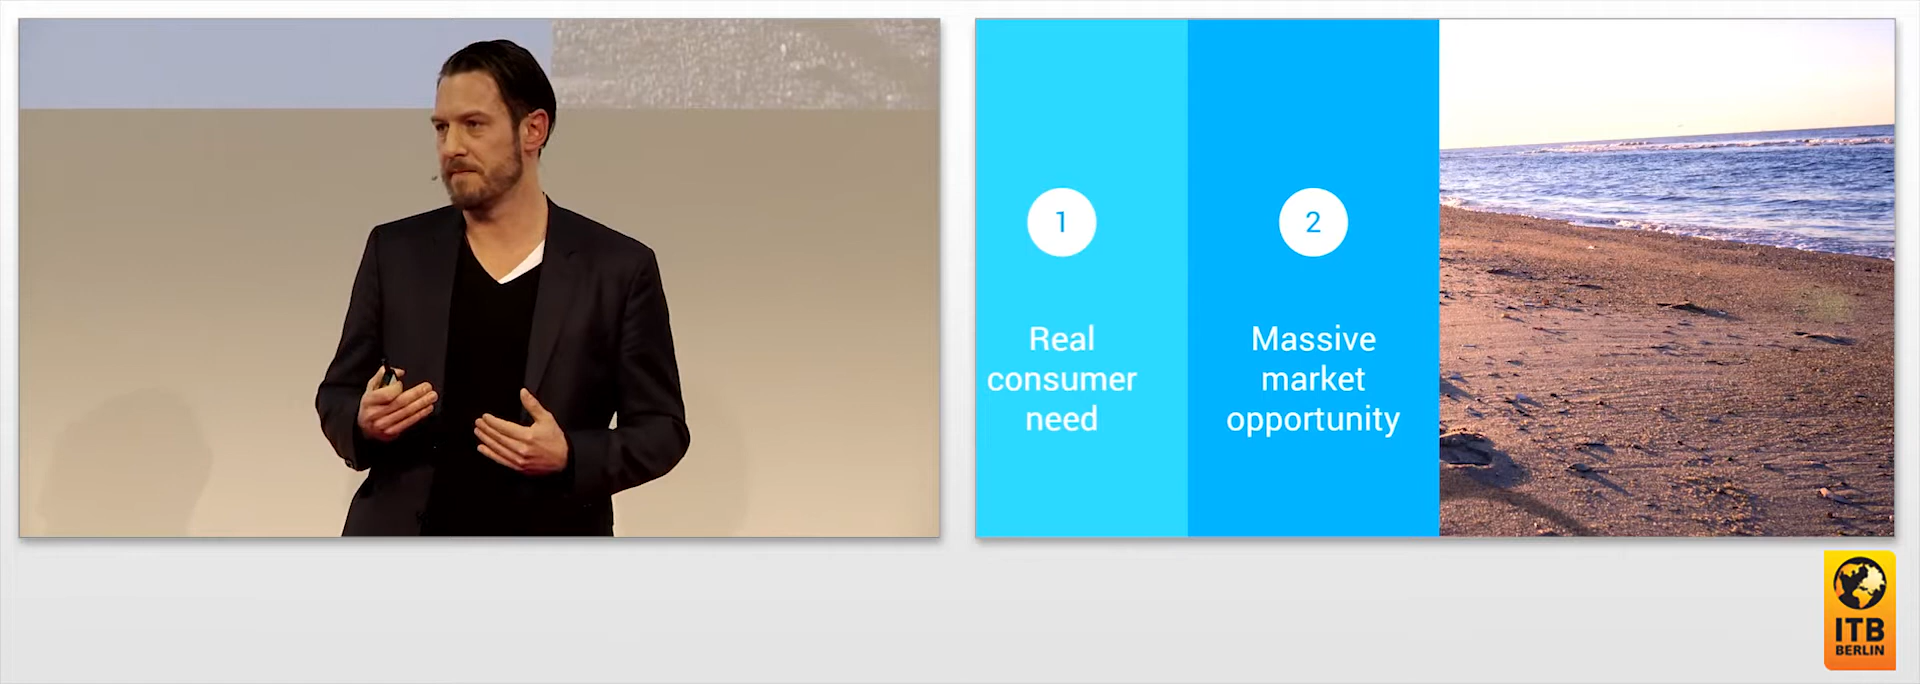 1
Real
consumer
need
2
Massive
market
opportunity
ITB
BERLIN